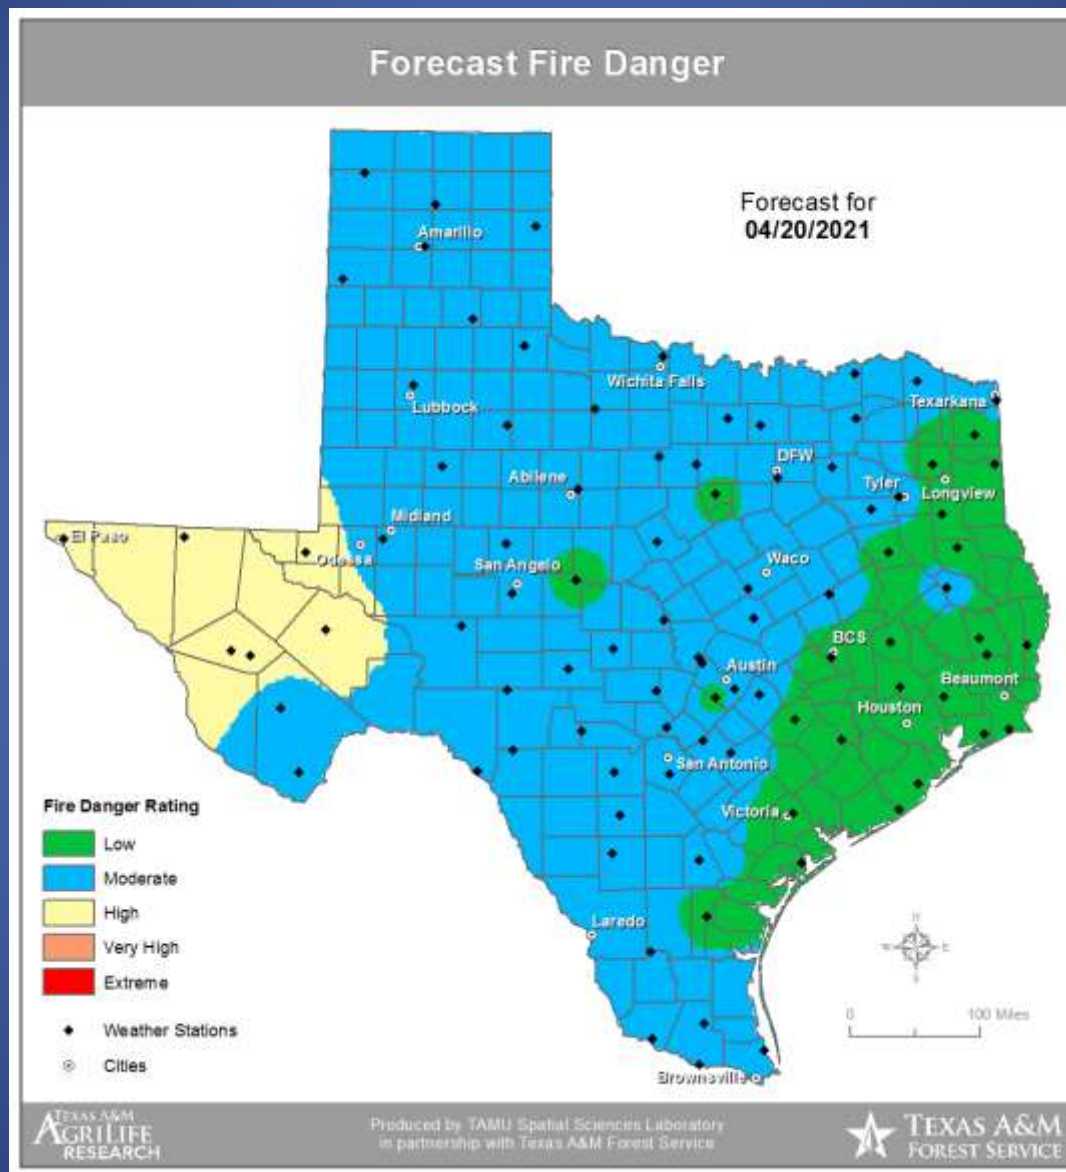 Forecast Fire Danger
Forecast for
04/20/2021
Amarillo
Wichita Falls
Lubbock
Texarkana
DFW
Abilene
Tyler
Longview
Midland
El Paso
Odessa
San Angelo
Waco
BCS
Austin
Beaumont
Houston
San Antonio
Victoria
Laredo
Brownsville
Fire Danger Rating
Low
Moderate
High
Very High
Extreme
Weather Stations
Cities
N
W E
S
0 100 Miles
TEXAS A&M
AGRILIFE
RESEARCH
Produced by TAMU Spatial Sciences Laboratory
in partnership with Texas A&M Forest Service
TEXAS A&M
FOREST SERVICE